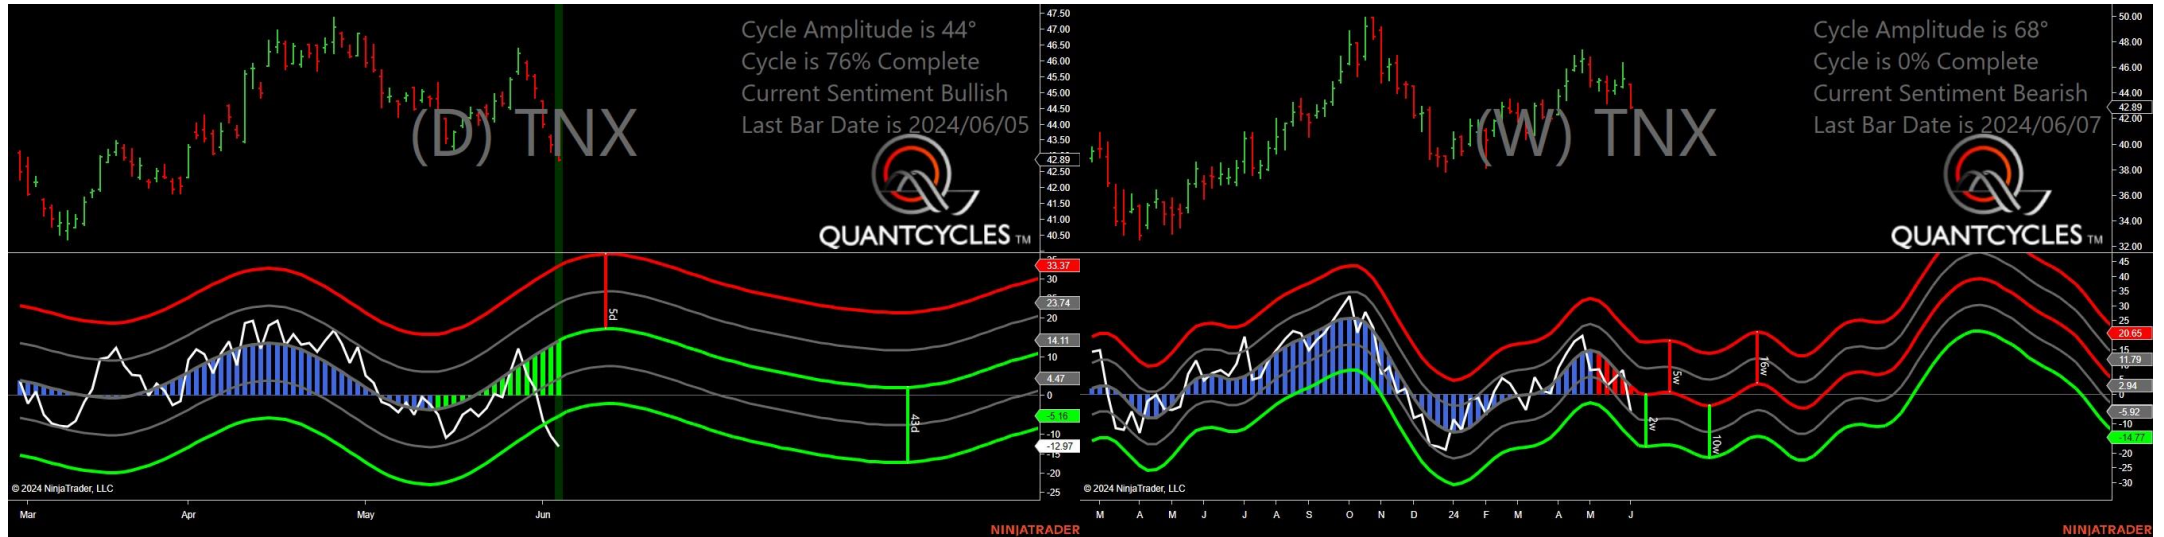 Cycle Amplitude is 44°
Cycle is 76% Complete
Current Sentiment Bullish
Last Bar Date is 2024/06/05
(D) TNX
QUANTCYCLES TM
47.50
47.00
46.50
46.00
45.50
45.00
44.50
44.00
43.50
42.89
42.50
42.00
41.50
41.00
40.50
33.37
30
23.74
20
14.11
10
4.47
0
-5.16
-10
-12.97
-15
-20
-25
5d
43d
© 2024 NinjaTrader, LLC
Mar
Apr
May
Jun
NINJATRADER
Cycle Amplitude is 68°
Cycle is 0% Complete
Current Sentiment Bearish
Last Bar Date is 2024/06/07
(W) TNX
QUANTCYCLES TM
50.00
48.00
46.00
44.00
42.89
42.00
40.00
38.00
36.00
34.00
32.00
45
40
35
30
25
20.65
15
11.79
2.94
0
-5.92
-10
-14.77
-20
-25
-30
5w
16w
2w
10w
© 2024 NinjaTrader, LLC
M A M J J A S O N D 24 F M A M J
NINJATRADER